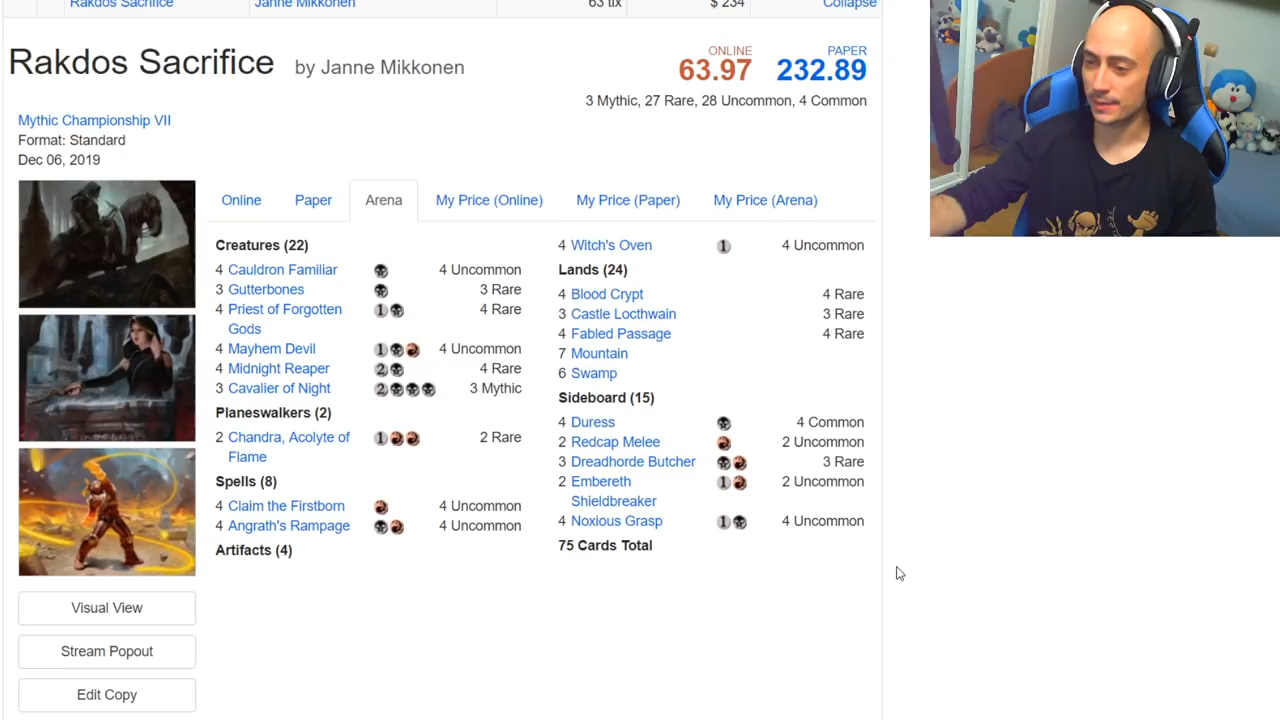 Rakdos Sacrifice Janne Mikkonen 63 tix $ 234 Collapse
Rakdos Sacrifice by Janne Mikkonen
ONLINE PAPER
63.97 232.89
3 Mythic, 27 Rare, 28 Uncommon, 4 Common
Mythic Championship VII
Format: Standard
Dec 06, 2019
Online Paper Arena My Price (Online) My Price (Paper) My Price (Arena)
Creatures (22)
4 Cauldron Familiar 4 Uncommon
3 Gutterbones 3 Rare
4 Priest of Forgotten 1 4 Rare
Gods
4 Mayhem Devil 1 4 Uncommon
4 Midnight Reaper 2 4 Rare
3 Cavalier of Night 2 3 Mythic
Planeswalkers (2)
2 Chandra, Acolyte of 1 2 Rare
Flame
Spells (8)
4 Claim the Firstborn 4 Uncommon
4 Angrath's Rampage 4 Uncommon
Artifacts (4)
4 Witch's Oven 1 4 Uncommon
Lands (24)
4 Blood Crypt 4 Rare
3 Castle Locthwain 3 Rare
4 Fabled Passage 4 Rare
7 Mountain
6 Swamp
Sideboard (15)
4 Duress 4 Common
2 Redcap Melee 2 Uncommon
3 Dreadhorde Butcher 3 Rare
2 Embereth 1 2 Uncommon
Shieldbreaker
4 Noxious Grasp 1 4 Uncommon
75 Cards Total
Visual View
Stream Popout
Edit Copy